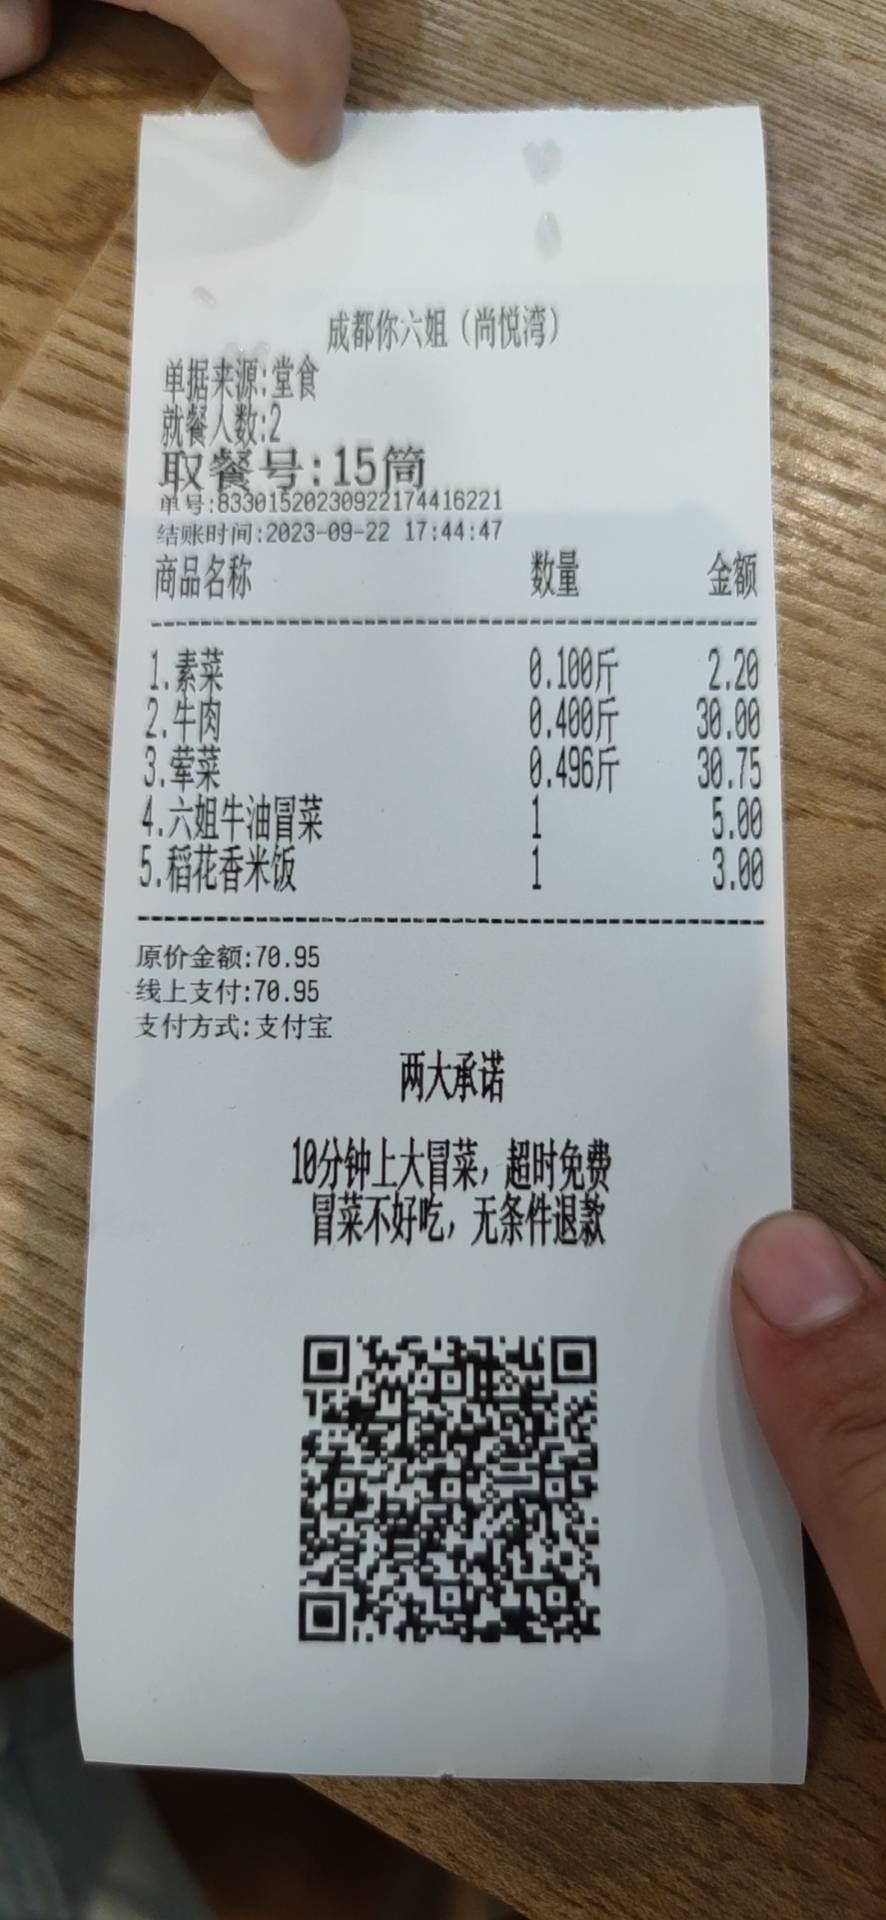 成都你六姐（尚悦湾）
单据来源:堂食
就餐人数:2
取餐号:15筒
单号:83301520230922174416221
结账时间:2023-09-22 17:44:47
商品名称 数量 金额
1.素菜 0.100斤 2.20
2.牛肉 0.400斤 30.00
3.荤菜 0.496斤 30.75
4.六姐牛油冒菜 1 5.00
5.稻花香米饭 1 3.00
原价金额:70.95
线上支付:70.95
支付方式:支付宝
两大承诺
10分钟上大冒菜，超时免费
冒菜不好吃，无条件退款